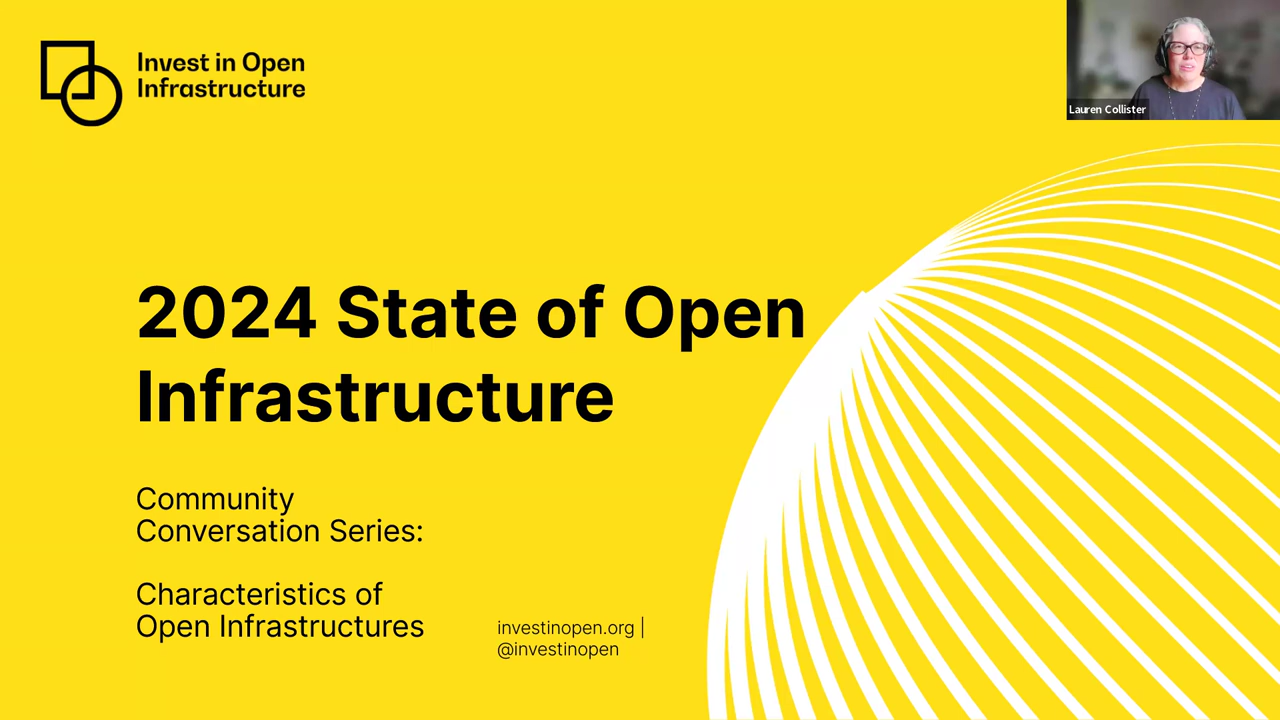 Invest in Open
Infrastructure
Lauren Collister
2024 State of Open
Infrastructure
Community
Conversation Series:
Characteristics of
Open Infrastructures
investinopen.org |
@investinopen